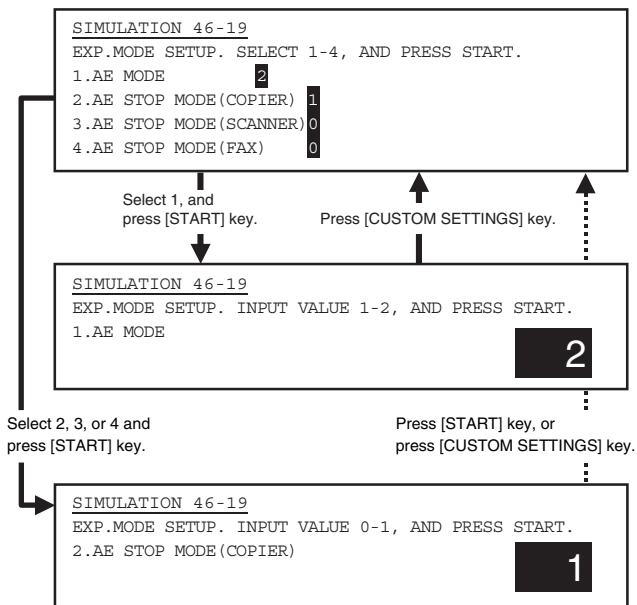 SIMULATION 46-19
EXP.MODE SETUP. SELECT 1-4, AND PRESS START.
1.AE MODE 2
2.AE STOP MODE(COPIER) 1
3.AE STOP MODE(SCANNER) 0
4.AE STOP MODE(FAX) 0
Select 1, and
press [START] key.
Press [CUSTOM SETTINGS] key.
SIMULATION 46-19
EXP.MODE SETUP. INPUT VALUE 1-2, AND PRESS START.
1.AE MODE
2
Select 2, 3, or 4 and
press [START] key.
Press [START] key, or
press [CUSTOM SETTINGS] key.
SIMULATION 46-19
EXP.MODE SETUP. INPUT VALUE 0-1, AND PRESS START.
2.AE STOP MODE(COPIER)
1